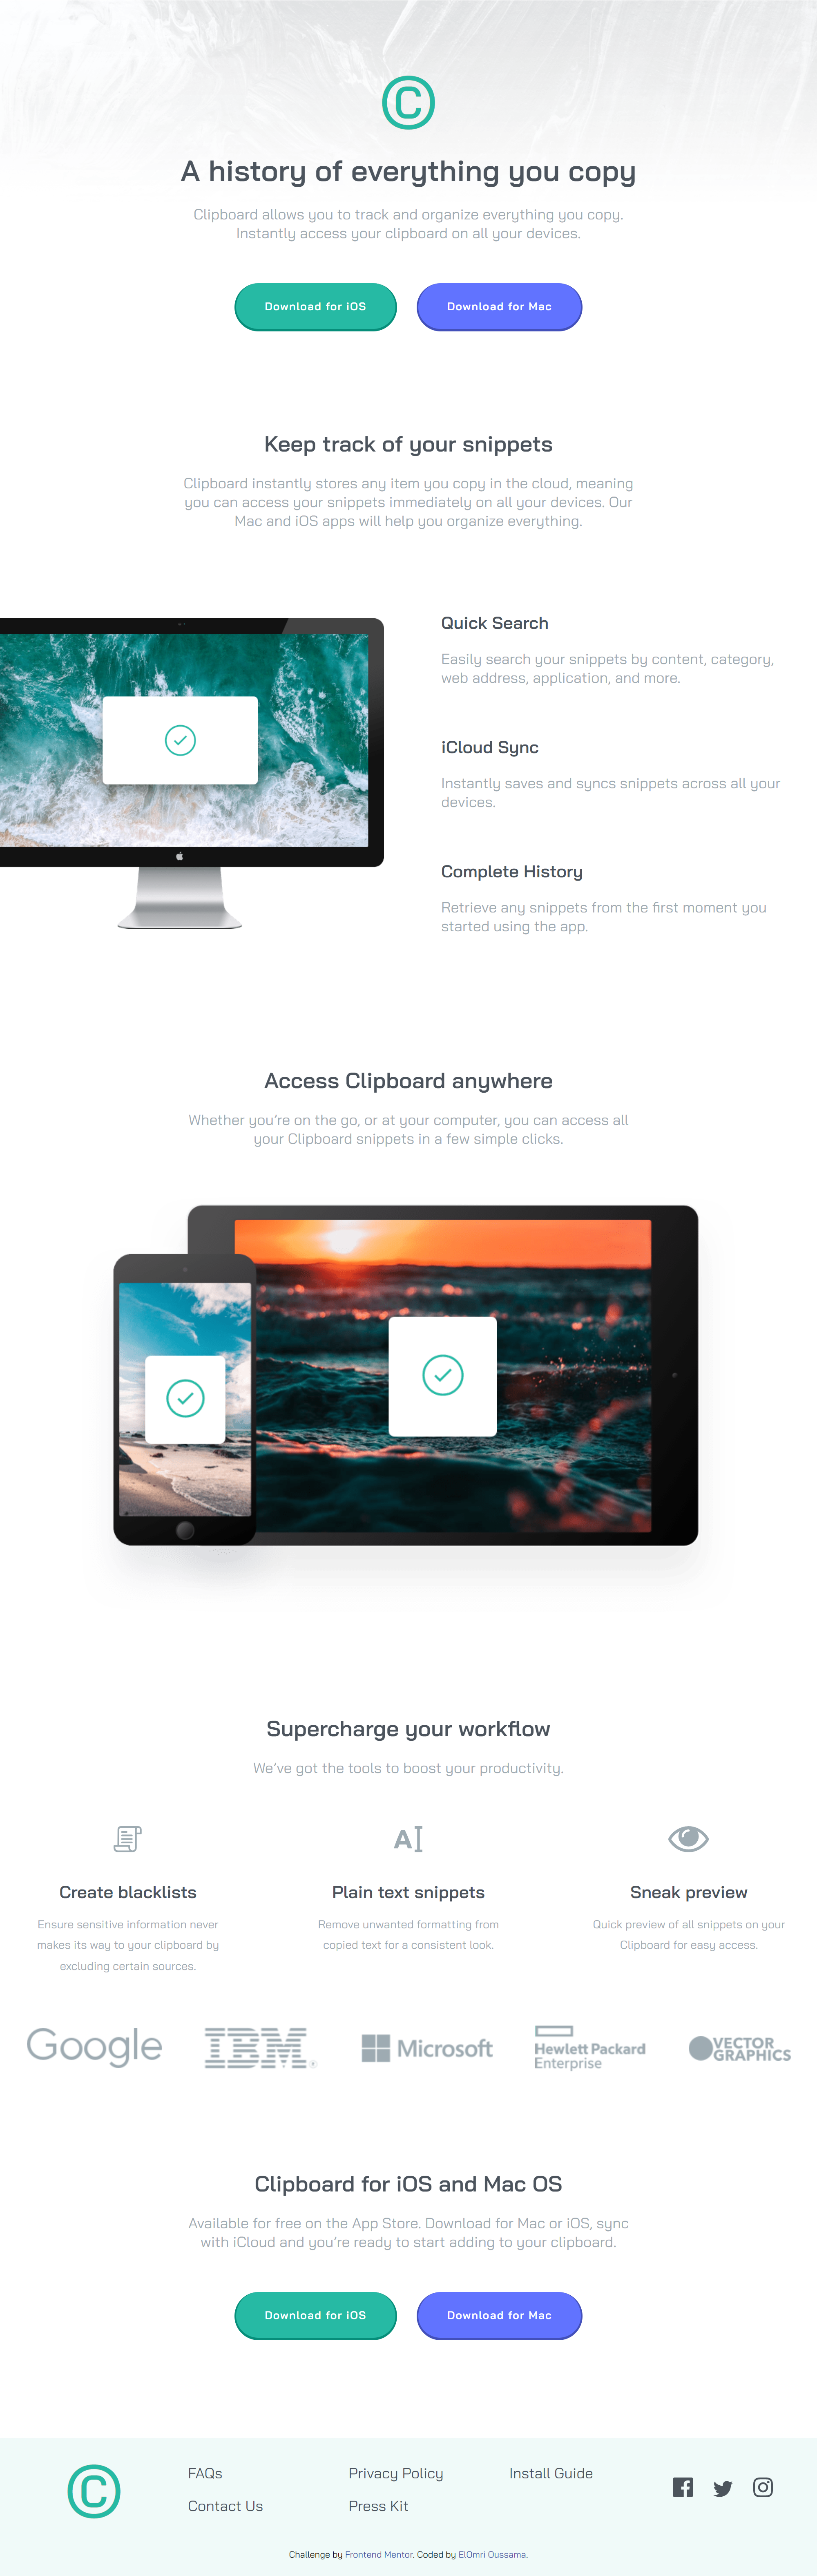 ©
A history of everything you copy
Clipboard allows you to track and organize everything you copy.
Instantly access your clipboard on all your devices.
Download for iOS
Download for Mac
Keep track of your snippets
Clipboard instantly stores any item you copy in the cloud, meaning
you can access your snippets immediately on all your devices. Our
Mac and iOS apps will help you organize everything.
Quick Search
Easily search your snippets by content, category,
web address, application, and more.
iCloud Sync
Instantly saves and syncs snippets across all your
devices.
Complete History
Retrieve any snippets from the first moment you
started using the app.
Access Clipboard anywhere
Whether you’re on the go, or at your computer, you can access all
your Clipboard snippets in a few simple clicks.
Supercharge your workflow
We’ve got the tools to boost your productivity.
A
Create blacklists
Ensure sensitive information never
makes its way to your clipboard by
excluding certain sources.
Plain text snippets
Remove unwanted formatting from
copied text for a consistent look.
Sneak preview
Quick preview of all snippets on your
Clipboard for easy access.
Google
IBM
Microsoft
Hewlett Packard
Enterprise
VECTOR
GRAPHICS
Clipboard for iOS and Mac OS
Available for free on the App Store. Download for Mac or iOS, sync
with iCloud and you’re ready to start adding to your clipboard.
Download for iOS
Download for Mac
©
FAQs
Contact Us
Privacy Policy
Press Kit
Install Guide
Challenge by Frontend Mentor. Coded by ElOmri Oussama.